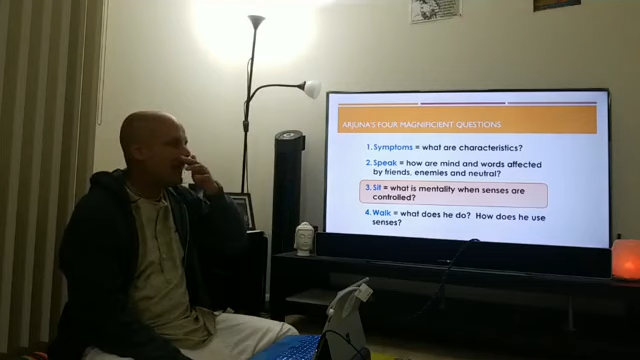 ARJUNA'S FOUR MAGNIFICIENT QUESTIONS
1. Symptoms = what are characteristics?
2. Speak = how are mind and words affected
by friends, enemies and neutral?
3. Sit = what is mentality when senses are
controlled?
4. Walk = what does he do? How does he use
senses?